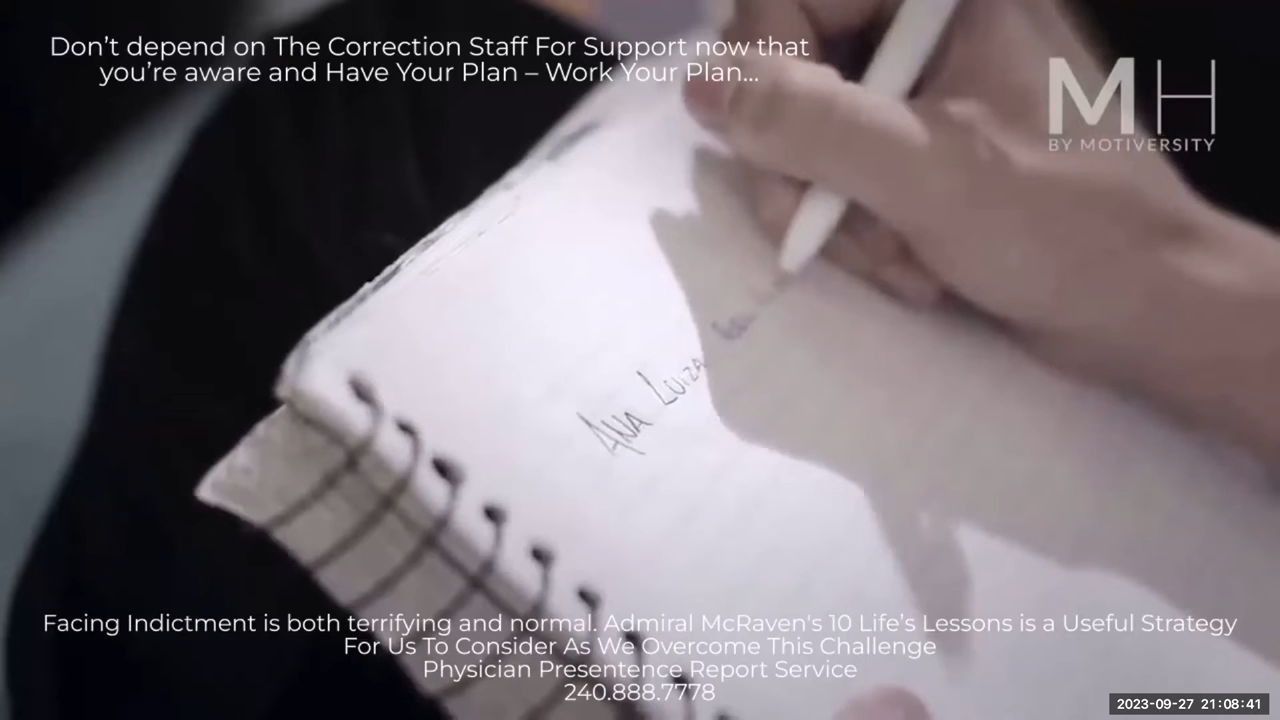 Don’t depend on The Correction Staff For Support now that
you’re aware and Have Your Plan – Work Your Plan...
MH
BY MOTIVERSITY
ANA LUIZA
Facing Indictment is both terrifying and normal. Admiral McRaven's 10 Life’s Lessons is a Useful Strategy
For Us To Consider As We Overcome This Challenge
Physician Presentence Report Service
240.888.7778
2023-09-27 21:08:41